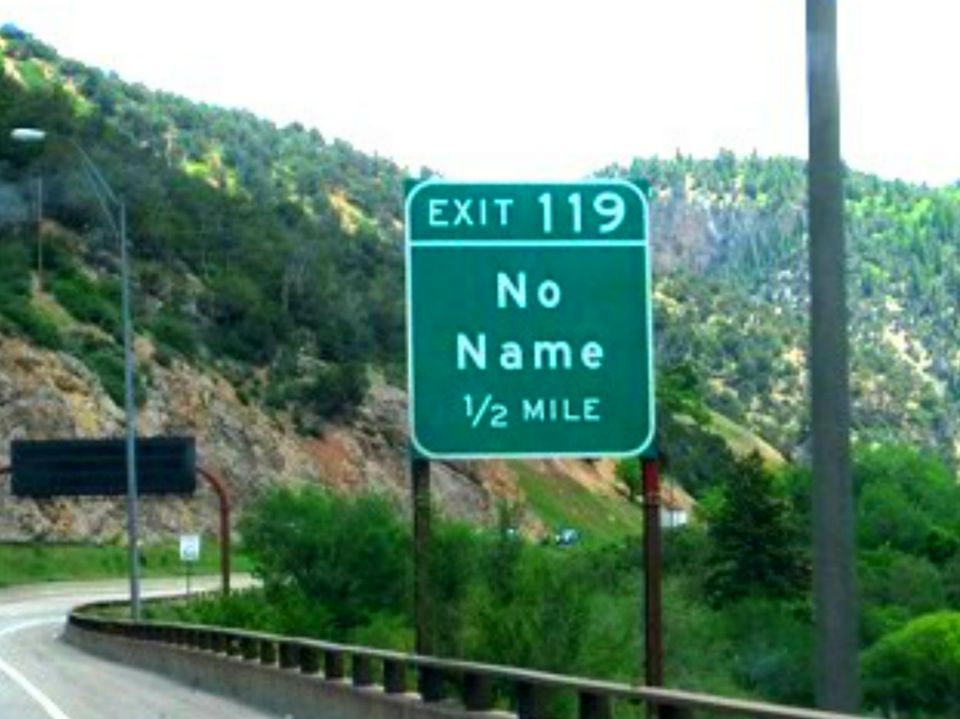 EXIT 119
No
Name
1/2 MILE